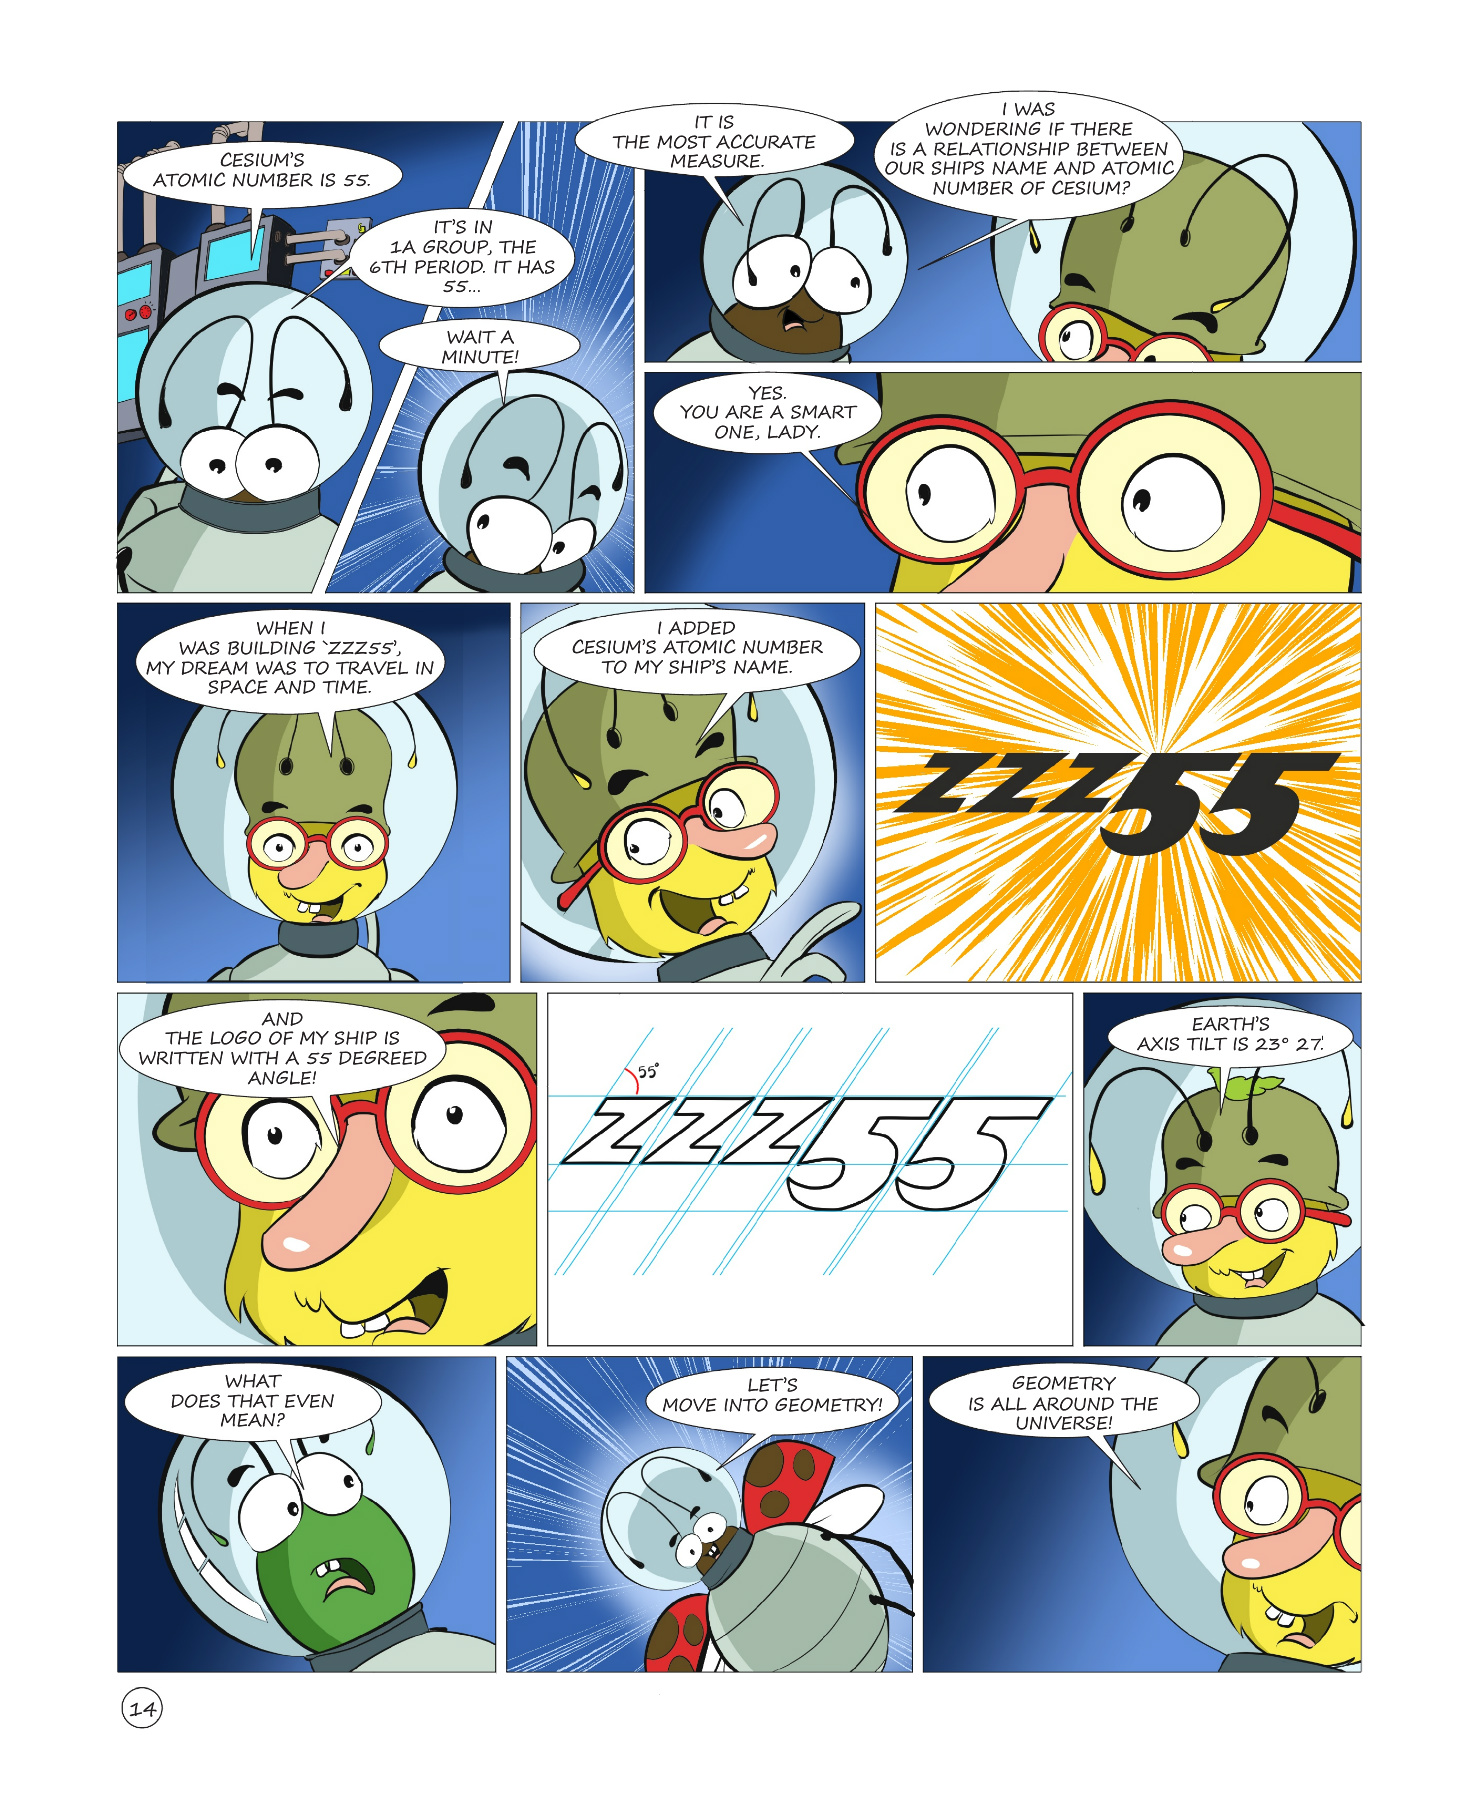 CESIUM'S
ATOMIC NUMBER IS 55.
IT'S IN
1A GROUP, THE
6TH PERIOD. IT HAS
55...
WAIT A
MINUTE!
IT IS
THE MOST ACCURATE
MEASURE.
I WAS
WONDERING IF THERE
IS A RELATIONSHIP BETWEEN
OUR SHIPS NAME AND ATOMIC
NUMBER OF CESIUM?
YES.
YOU ARE A SMART
ONE, LADY.
WHEN I
WAS BUILDING `ZZZ55',
MY DREAM WAS TO TRAVEL IN
SPACE AND TIME.
I ADDED
CESIUM'S ATOMIC NUMBER
TO MY SHIP'S NAME.
ZZZ55
AND
THE LOGO OF MY SHIP IS
WRITTEN WITH A 55 DEGREED
ANGLE!
55°
ZZZ55
EARTH'S
AXIS TILT IS 23° 27'.
WHAT
DOES THAT EVEN
MEAN?
LET'S
MOVE INTO GEOMETRY!
GEOMETRY
IS ALL AROUND THE
UNIVERSE!
14